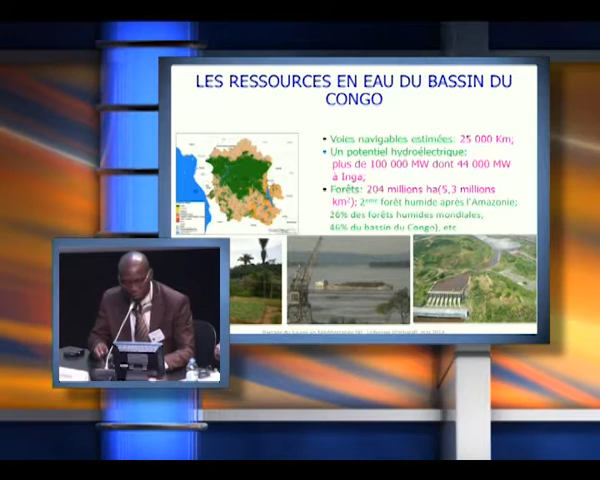 LES RESSOURCES EN EAU DU BASSIN DU
CONGO
• Voies navigables estimées: 25 000 Km;
• Un potentiel hydroélectrique:
plus de 100 000 MW dont 44 000 MW
à Inga;
• Forêts: 204 millions ha(5,3 millions
km²); 2ème forêt humide après l'Amazonie;
26% des forêts humides mondiales,
46% du bassin du Congo), etc